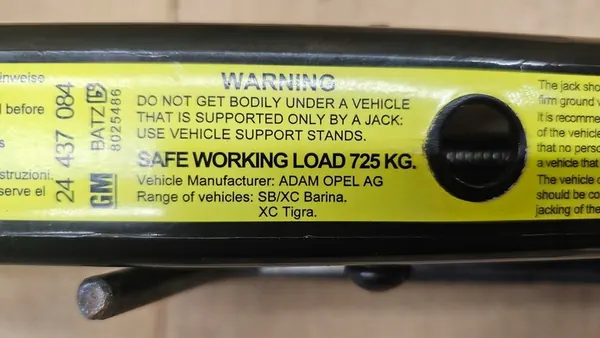 inweise
d before
s
struzioni.
serve el
24 437 084
GM
BATZ
8025486
WARNING
DO NOT GET BODILY UNDER A VEHICLE
THAT IS SUPPORTED ONLY BY A JACK:
USE VEHICLE SUPPORT STANDS.
SAFE WORKING LOAD 725 KG.
Vehicle Manufacturer: ADAM OPEL AG
Range of vehicles: SB/XC Barina.
XC Tigra.
The jack sho
firm ground
It is recomme
of the vehicle
that no perso
a vehicle that
The vehicle
should be co
jacking of the